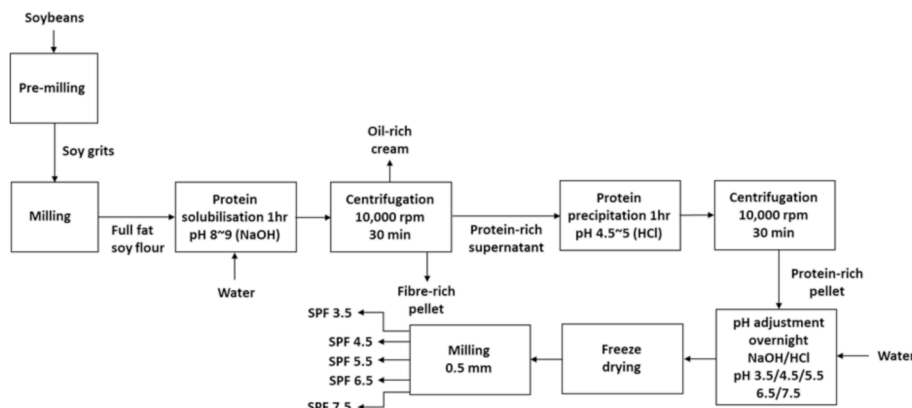 Soybeans
Pre-milling
Soy grits
Milling
Full fat
soy flour
Protein
solubilisation 1hr
pH 8~9 (NaOH)
Water
Oil-rich
cream
Centrifugation
10,000 rpm
30 min
Fibre-rich
pellet
Protein-rich
supernatant
Protein
precipitation 1hr
pH 4.5~5 (HCl)
Centrifugation
10,000 rpm
30 min
Protein-rich
pellet
pH adjustment
overnight
NaOH/HCl
pH 3.5/4.5/5.5
6.5/7.5
Water
Freeze
drying
Milling
0.5 mm
SPF 3.5
SPF 4.5
SPF 5.5
SPF 6.5
SPF 7.5